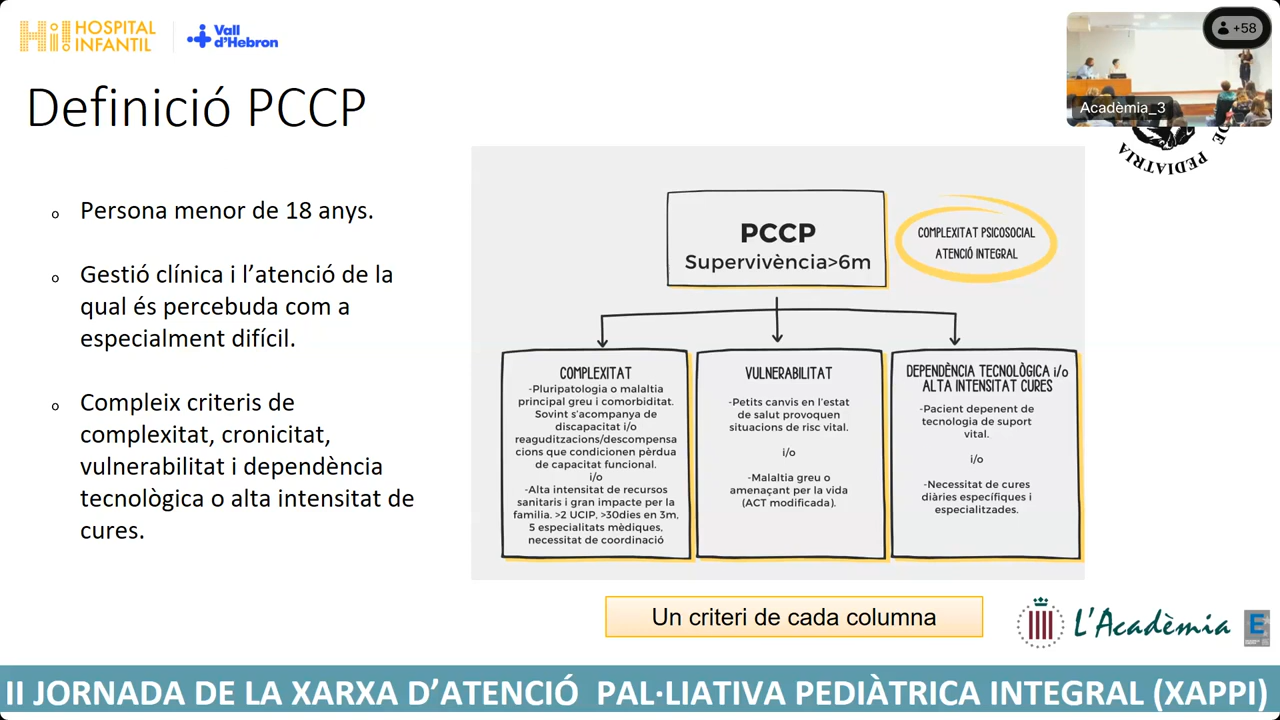 Hi! HOSPITAL
INFANTIL
Vall
d'Hebron
+58
Acadèmia_3
DE PEDIATRIA
Definició PCCP
o Persona menor de 18 anys.
o Gestió clínica i l'atenció de la
qual és percebuda com a
especialment difícil.
o Compleix criteris de
complexitat, cronicitat,
vulnerabilitat i dependència
tecnològica o alta intensitat de
cures.
PCCP
Supervivència>6m
COMPLEXITAT PSICOSOCIAL
ATENCIÓ INTEGRAL
COMPLEXITAT
-Pluripatologia o malaltia
principal greu i comorbiditat.
Sovint s'acompanya de
discapacitat i/o
reaguditzacions/descompensa
cions que condicionen pèrdua
de capacitat funcional.
i/o
-Alta intensitat de recursos
sanitaris i gran impacte per la
familia. >2 UCIP, >30dies en 3m,
5 especialitats mèdiques,
necessitat de coordinació
VULNERABILITAT
-Petits canvis en l'estat
de salut provoquen
situacions de risc vital.
i/o
-Malaltia greu o
amenaçant per la vida
(ACT modificada).
DEPENDÈNCIA TECNOLÒGICA i/o
ALTA INTENSITAT CURES
-Pacient depenent de
tecnologia de suport
vital.
i/o
-Necessitat de cures
diàries específiques i
especialitzades.
Un criteri de cada columna
L'Acadèmia
E
II JORNADA DE LA XARXA D'ATENCIÓ PAL·LIATIVA PEDIÀTRICA INTEGRAL (XAPPI)